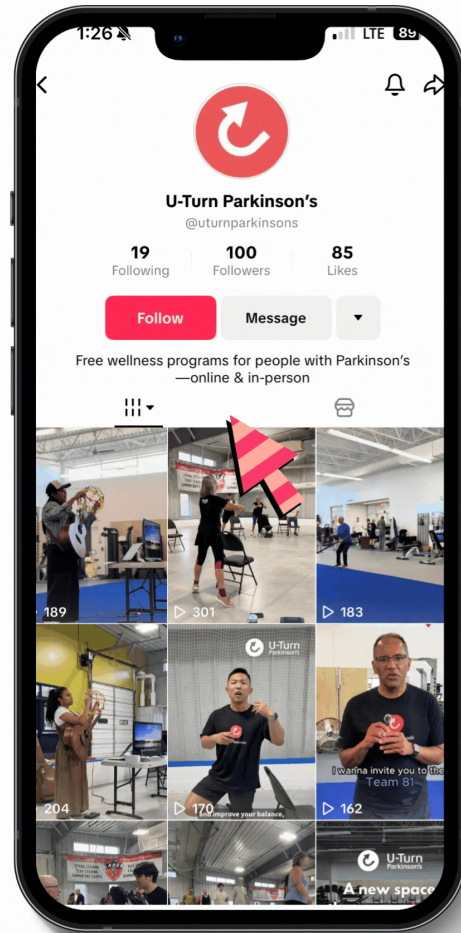 1:26
LTE 89
U-Turn Parkinson's
@uturnparkinsons
19 100 85
Following Followers Likes
Follow Message
Free wellness programs for people with Parkinson's
—online & in-person
189 301 183
U-Turn
Parkinson's
I wanna invite you to the
Team 81
204 170 162
and improve your balance,
U-Turn
Parkinson's
A new space